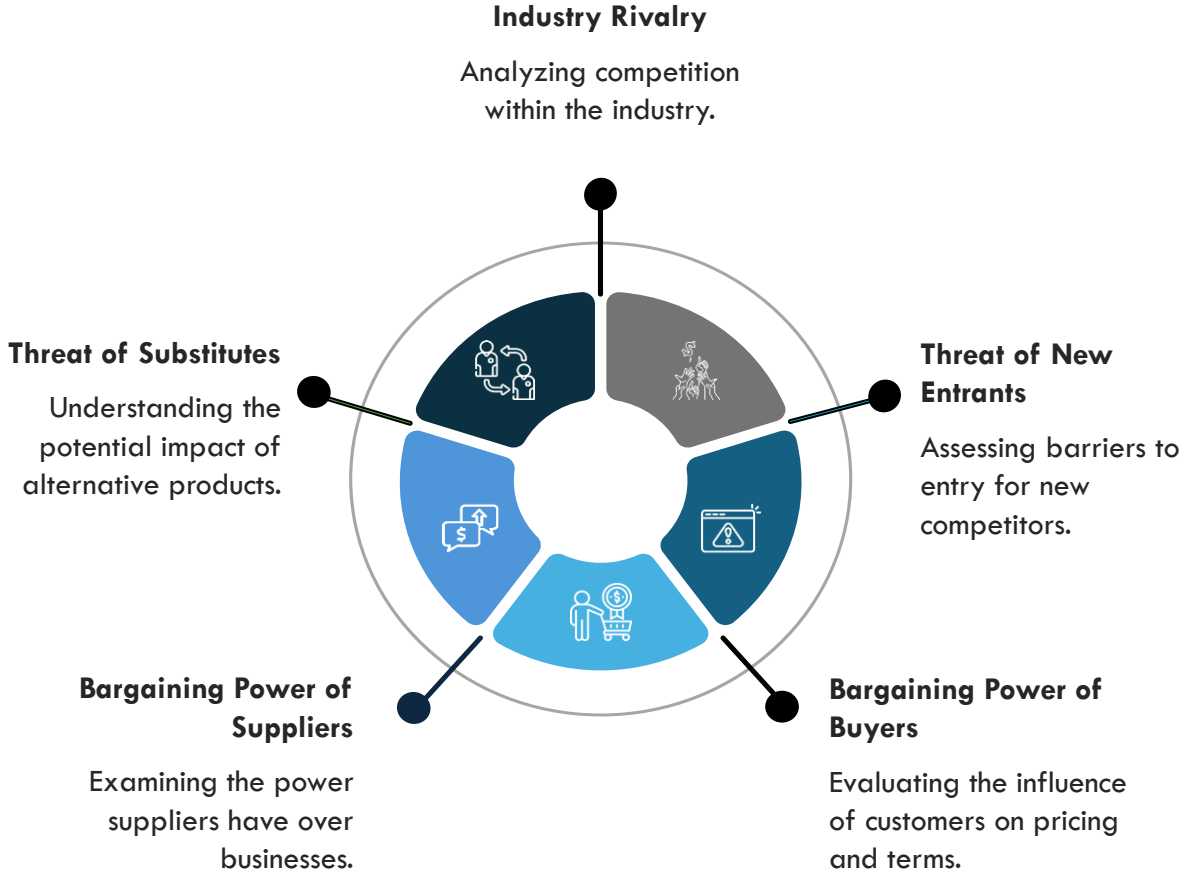 Industry Rivalry
Analyzing competition
within the industry.
Threat of Substitutes
Understanding the
potential impact of
alternative products.
Threat of New
Entrants
Assessing barriers to
entry for new
competitors.
$
$
$
Bargaining Power of
Suppliers
Examining the power
suppliers have over
businesses.
Bargaining Power of
Buyers
Evaluating the influence
of customers on pricing
and terms.